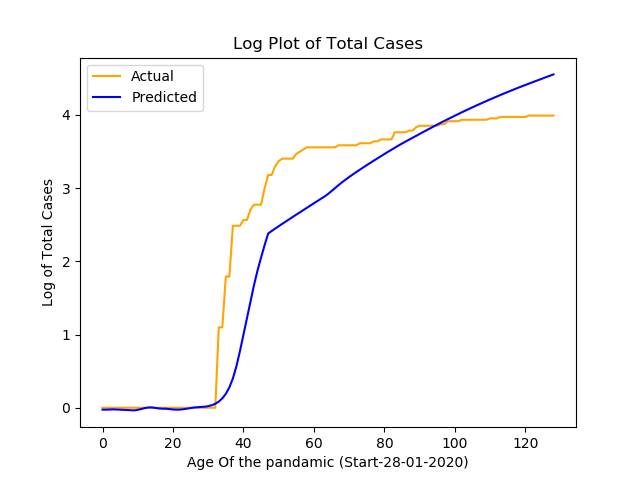 Log Plot of Total Cases
Actual
Predicted
Log of Total Cases
4
3
2
1
0
0 20 40 60 80 100 120
Age Of the pandamic (Start-28-01-2020)